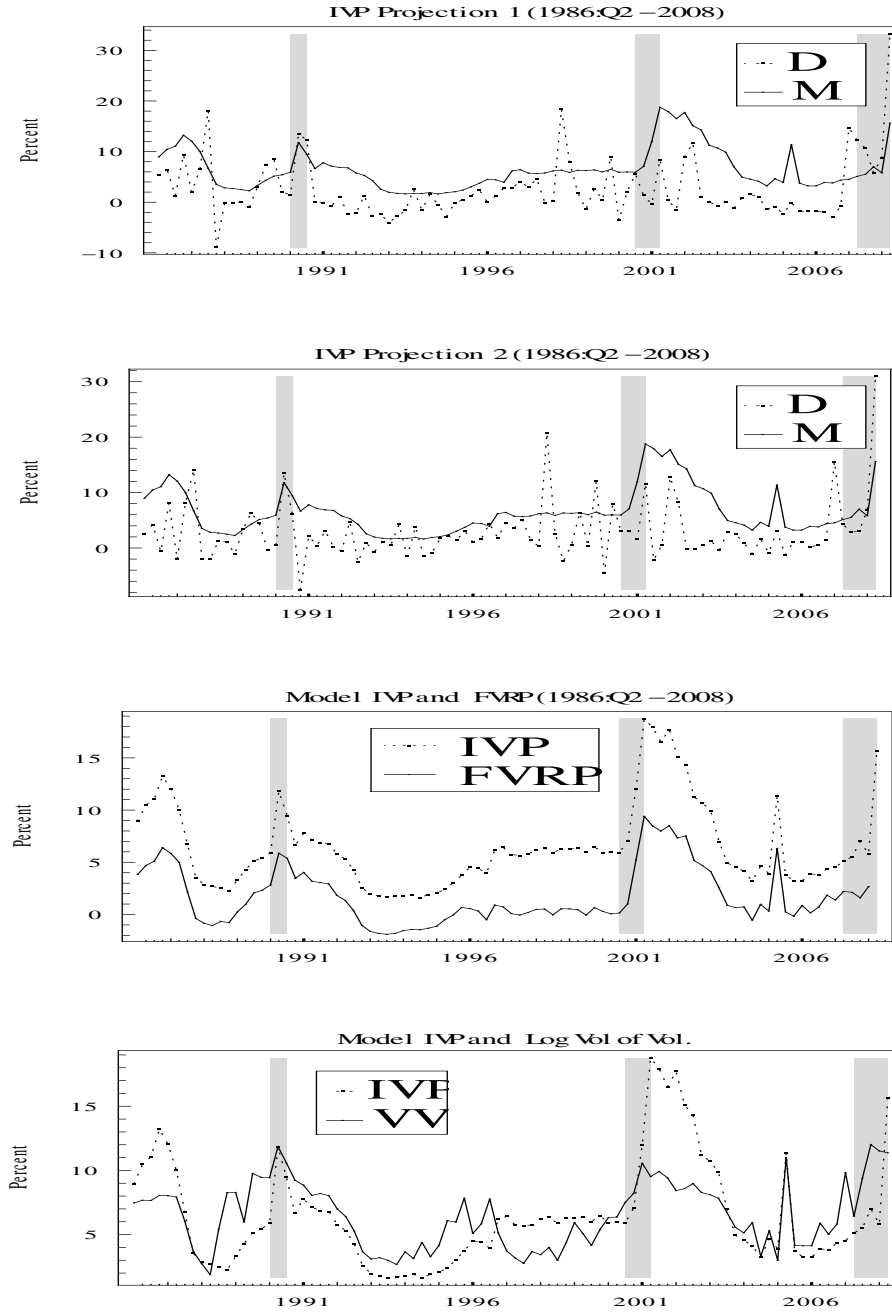 IVP Projection 1 (1986:Q2 – 2008)
30
20
10
0
–10
Percent
D
M
1991 1996 2001 2006
IVP Projection 2 (1986:Q2 – 2008)
30
20
10
0
Percent
D
M
1991 1996 2001 2006
Model IVP and FVRP (1986:Q2 – 2008)
15
10
5
0
Percent
IVP
FVRP
1991 1996 2001 2006
Model IVP and Log Vol of Vol.
15
10
5
Percent
IVP
VV
1991 1996 2001 2006